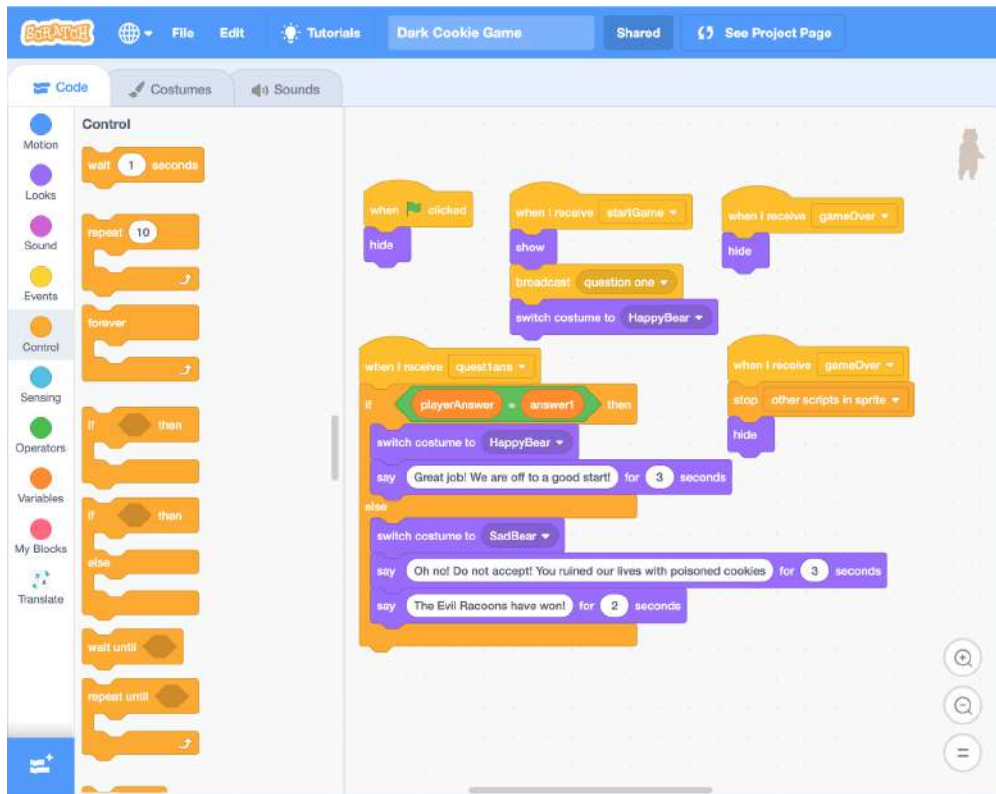 SCRATCH File Edit Tutorials Dark Cookie Game Shared See Project Page
Code Costumes Sounds
Motion
Looks
Sound
Events
Control
Sensing
Operators
Variables
My Blocks
Translate
Control
wait 1 seconds
repeat 10
forever
if then
if then
else
wait until
repeat until
when clicked
hide
when I receive startGame
show
broadcast question one
switch costume to HappyBear
when I receive gameOver
hide
when I receive quest1ans
if playerAnswer = answer1 then
switch costume to HappyBear
say Great job! We are off to a good start! for 3 seconds
else
switch costume to SadBear
say Oh no! Do not accept! You ruined our lives with poisoned cookies for 3 seconds
say The Evil Racoons have won! for 2 seconds
when I receive gameOver
stop other scripts in sprite
hide